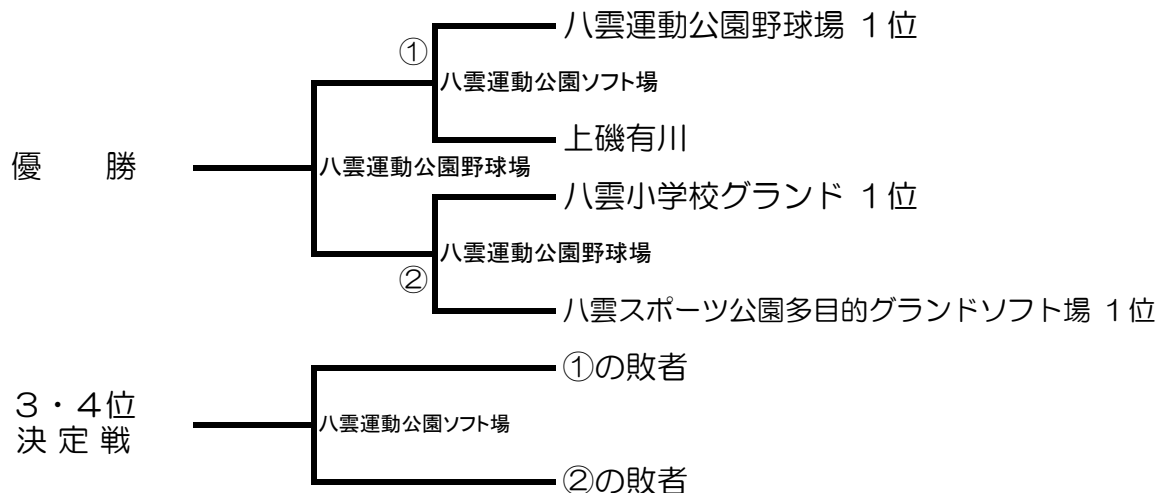 八雲運動公園野球場 1位
①
八雲運動公園ソフト場
上磯有川
優 勝
八雲運動公園野球場
八雲小学校グランド 1位
八雲運動公園野球場
②
八雲スポーツ公園多目的グランドソフト場 1位
①の敗者
3・4位
決定戦
八雲運動公園ソフト場
②の敗者